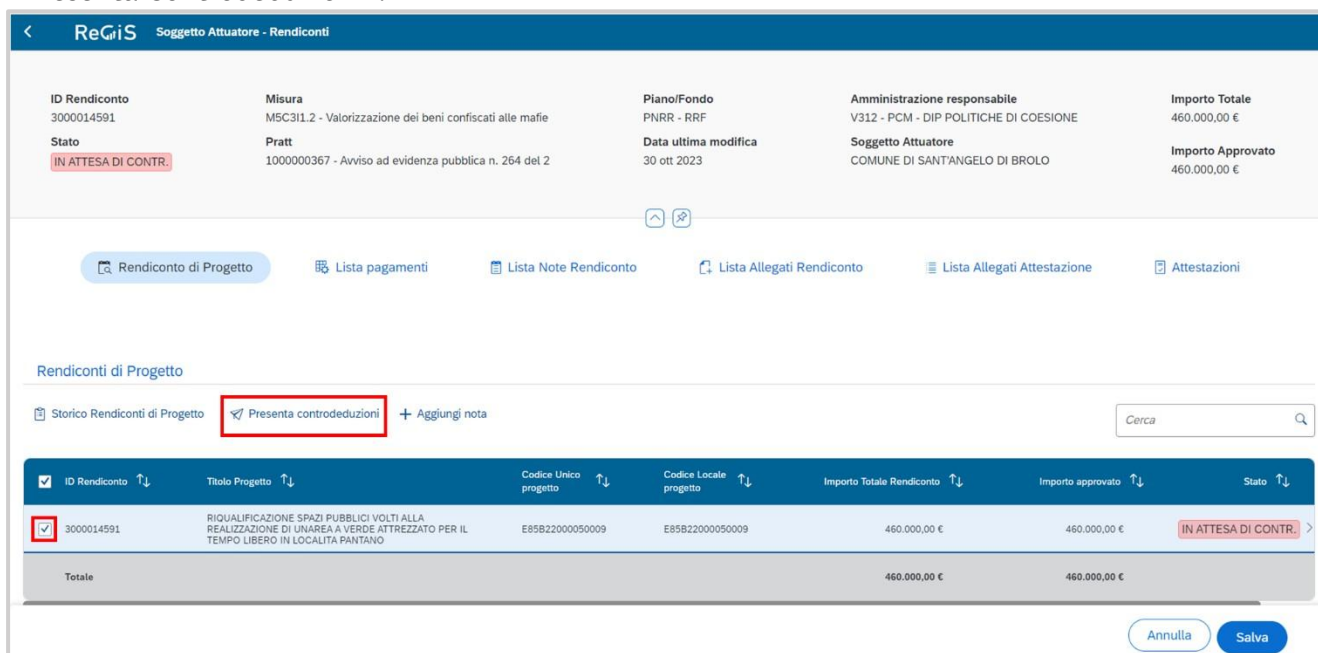 ReGiS Soggetto Attuatore - Rendiconti
ID Rendiconto Misura Piano/Fondo Amministrazione responsabile Importo Totale
3000014591 M5C3I1.2 - Valorizzazione dei beni confiscati alle mafie PNRR - RRF V312 - PCM - DIP POLITICHE DI COESIONE 460.000,00 €
Stato Pratt Data ultima modifica Soggetto Attuatore Importo Approvato
IN ATTESA DI CONTR. 1000000367 - Avviso ad evidenza pubblica n. 264 del 2 30 ott 2023 COMUNE DI SANT'ANGELO DI BROLO 460.000,00 €
Rendiconto di Progetto Lista pagamenti Lista Note Rendiconto Lista Allegati Rendiconto Lista Allegati Attestazione Attestazioni
Rendiconti di Progetto
Storico Rendiconti di Progetto Presenta controdeduzioni + Aggiungi nota Cerca
ID Rendiconto Titolo Progetto Codice Unico progetto Codice Locale progetto Importo Totale Rendiconto Importo approvato Stato
3000014591 RIQUALIFICAZIONE SPAZI PUBBLICI VOLTI ALLA REALIZZAZIONE DI UNAREA A VERDE ATTREZZATO PER IL TEMPO LIBERO IN LOCALITA PANTANO E85B22000050009 E85B22000050009 460.000,00 € 460.000,00 € IN ATTESA DI CONTR.
Totale 460.000,00 € 460.000,00 €
Annulla Salva